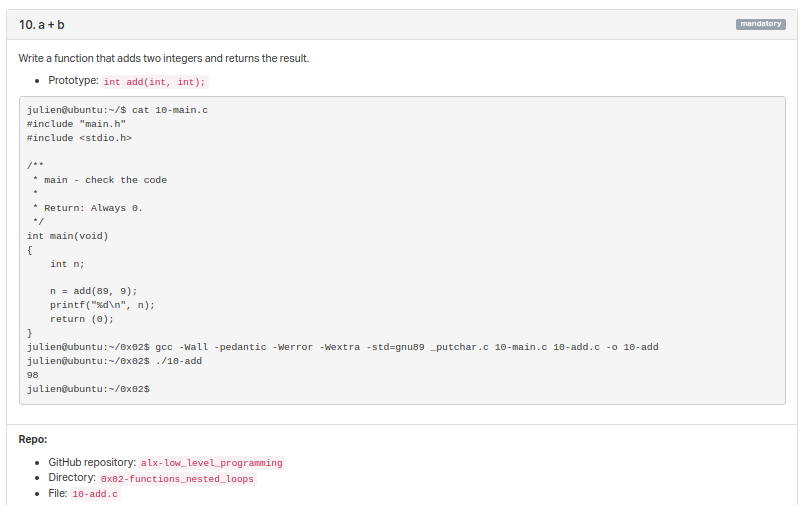 10. a + b
mandatory
Write a function that adds two integers and returns the result.
• Prototype: int add(int, int);
julien@ubuntu:~/$ cat 10-main.c
#include "main.h"
#include <stdio.h>
/**
 * main - check the code
 *
 * Return: Always 0.
 */
int main(void)
{
    int n;
    n = add(89, 9);
    printf("%d\n", n);
    return (0);
}
julien@ubuntu:~/0x02$ gcc -Wall -pedantic -Werror -Wextra -std=gnu89 _putchar.c 10-main.c 10-add.c -o 10-add
julien@ubuntu:~/0x02$ ./10-add
98
julien@ubuntu:~/0x02$
Repo:
• GitHub repository: alx-low_level_programming
• Directory: 0x02-functions_nested_loops
• File: 10-add.c